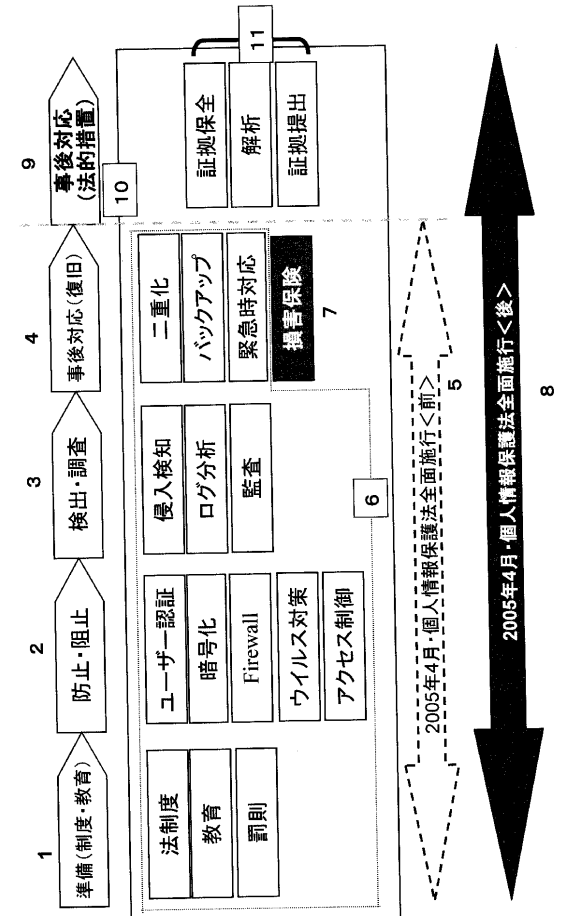 1
準備(制度・教育)
2
防止・阻止
3
検出・調査
4
事後対応(復旧)
9
事後対応
(法的措置)
10
法制度
教育
罰則
ユーザー認証
暗号化
Firewall
ウイルス対策
アクセス制御
侵入検知
ログ分析
監査
6
二重化
バックアップ
緊急時対応
損害保険
7
証拠保全
解析
証拠提出
11
2005年4月・個人情報保護法全面施行<前>
5
2005年4月・個人情報保護法全面施行<後>
8